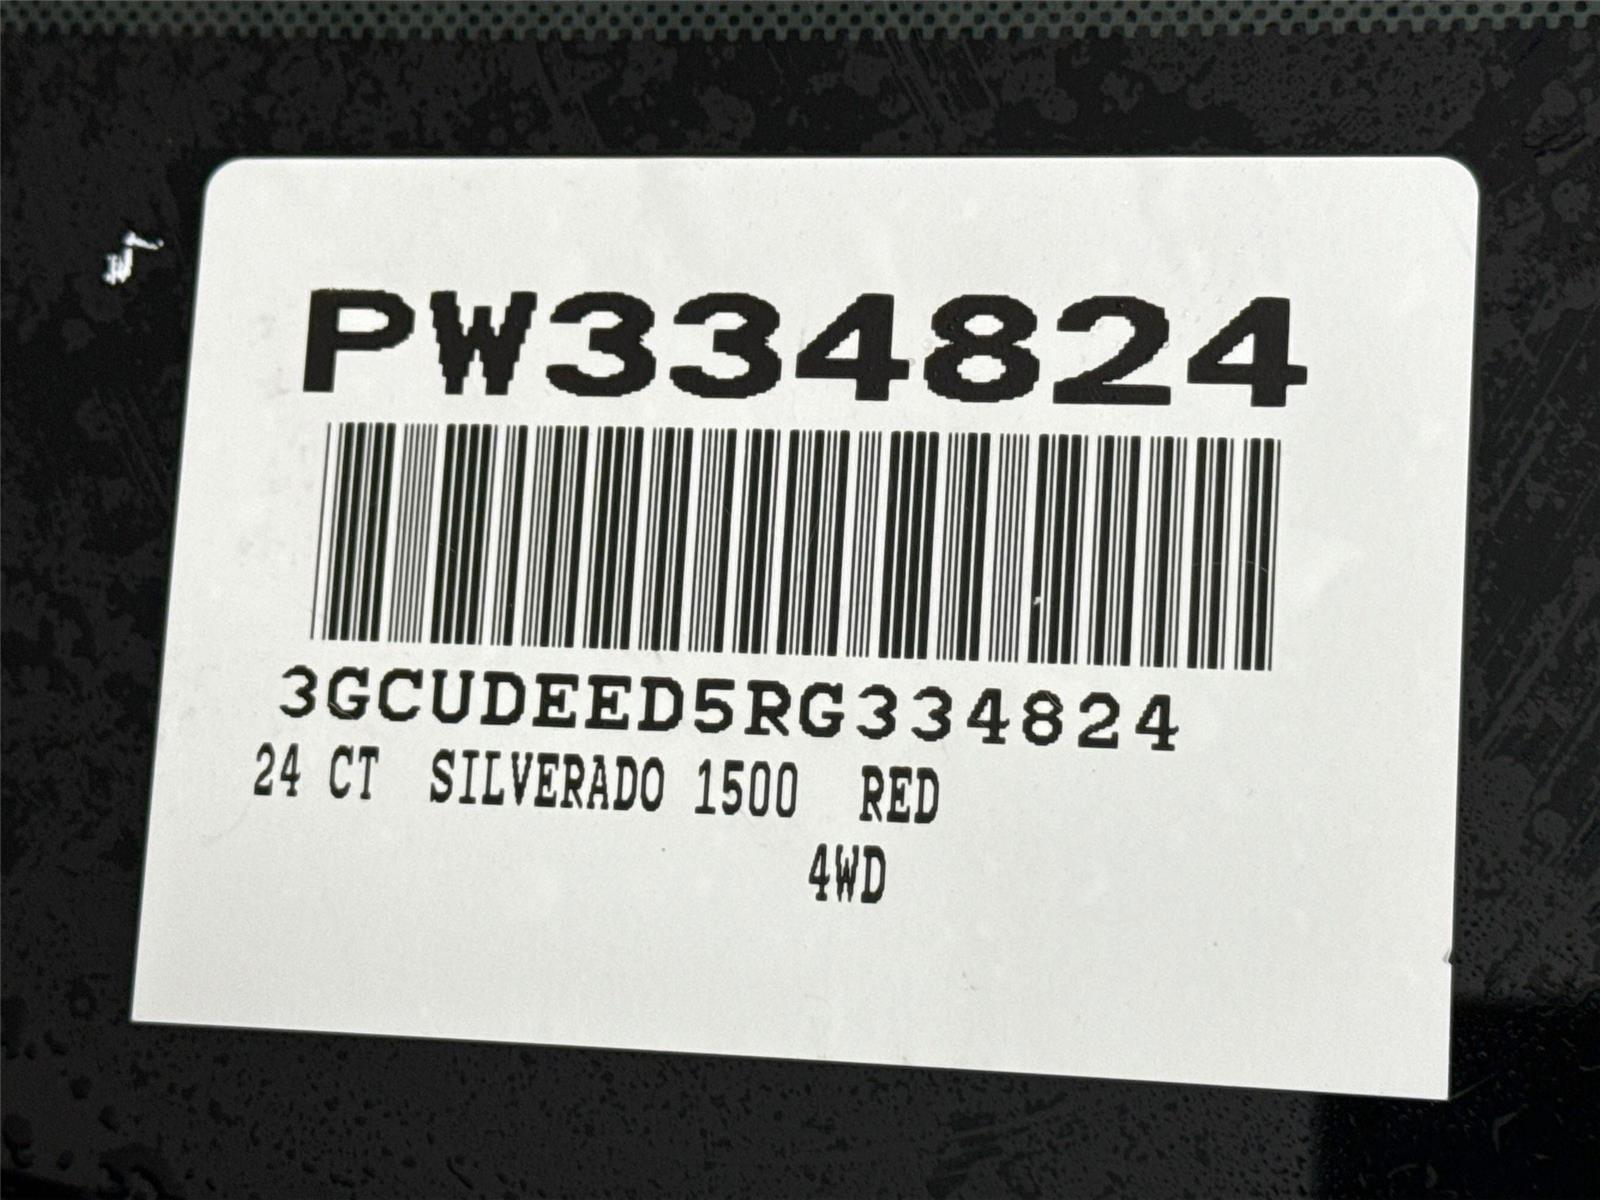 PW334824
3GCUDEED5RG334824
24 CT SILVERADO 1500 RED
4WD